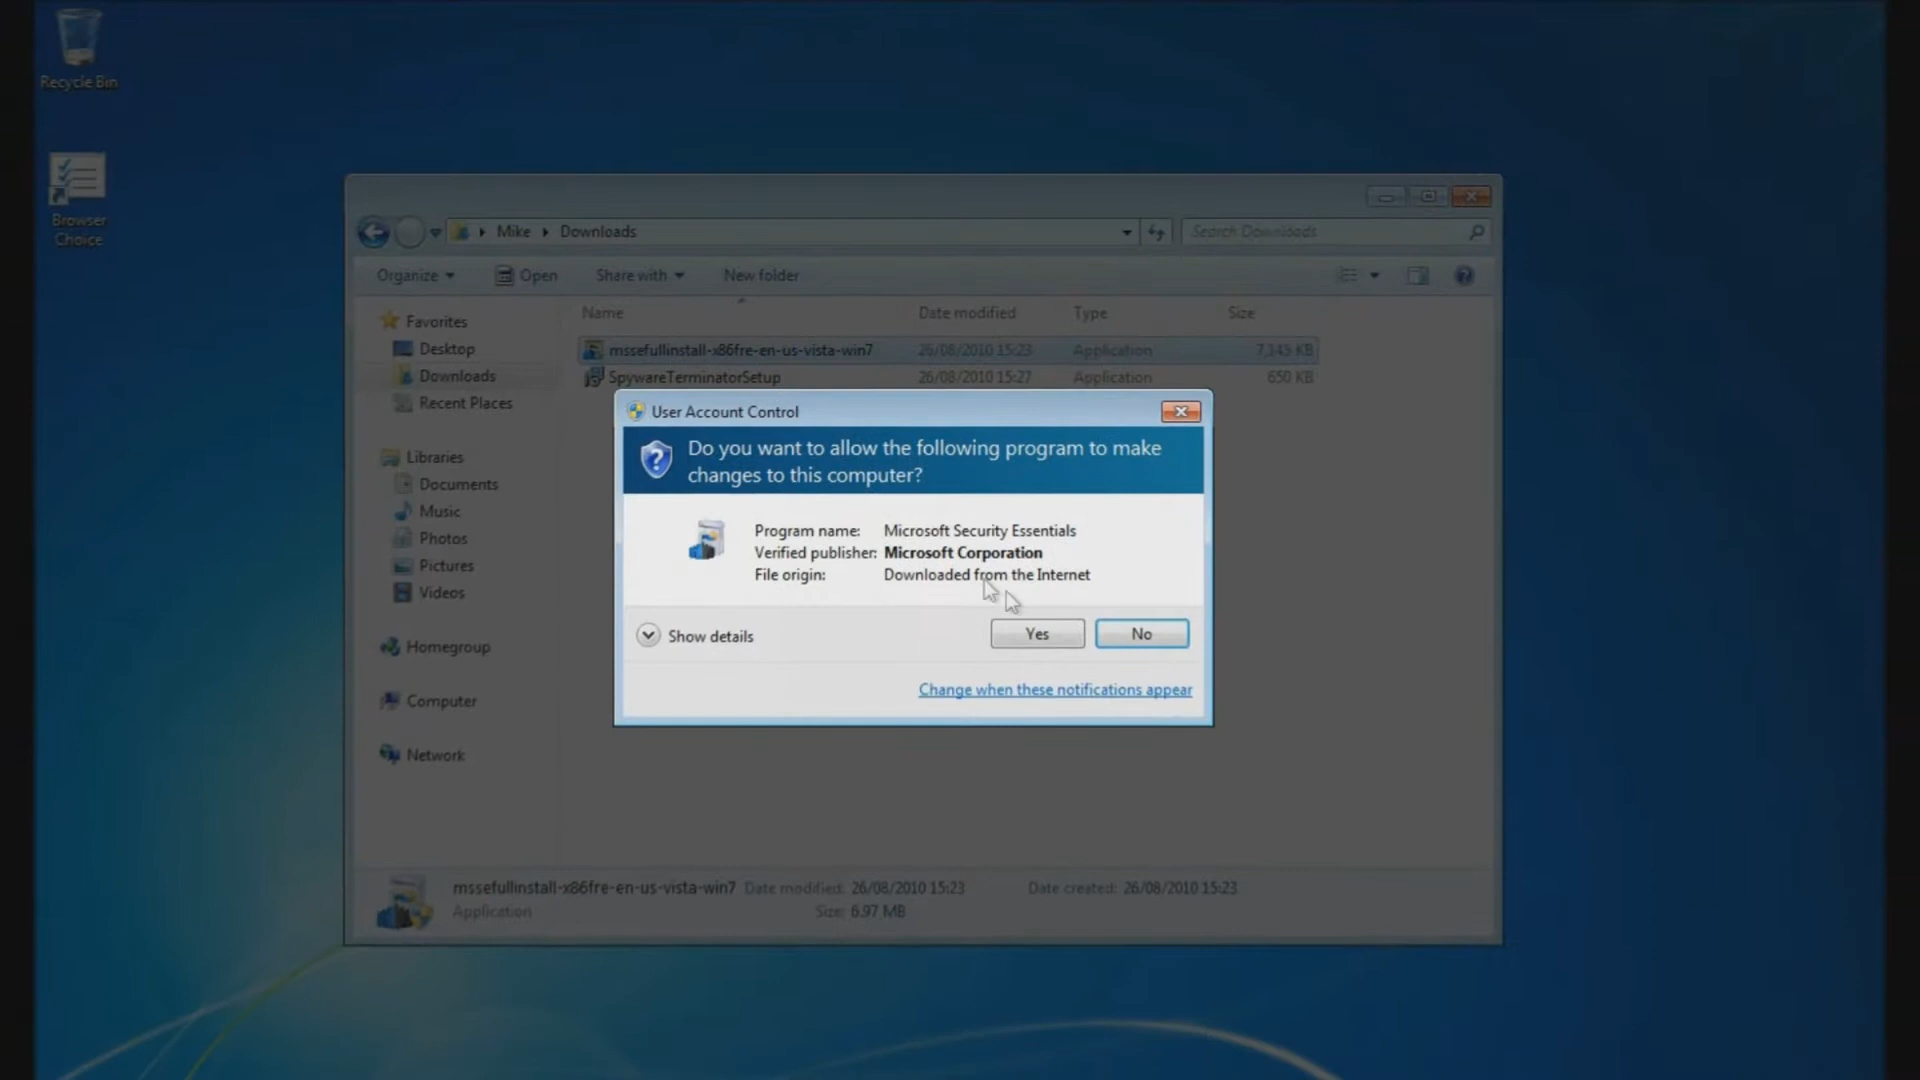 Recycle Bin
Browser
Choice
Mike
Downloads
Search Downloads
Organize
Open
Share with
New folder
Name
Date modified
Type
Size
Favorites
Desktop
Downloads
Recent Places
Libraries
Documents
Music
Photos
Pictures
Videos
Homegroup
Computer
Network
mssefullinstall-x86fre-en-us-vista-win7 26/08/2010 15:23 Application 7,145 KB
SpywareTerminatorSetup 26/08/2010 15:27 Application 650 KB
User Account Control
Do you want to allow the following program to make
changes to this computer?
Program name: Microsoft Security Essentials
Verified publisher: Microsoft Corporation
File origin: Downloaded from the Internet
Show details
Yes
No
Change when these notifications appear
mssefullinstall-x86fre-en-us-vista-win7 Date modified: 26/08/2010 15:23 Date created: 26/08/2010 15:23
Application Size: 6.97 MB